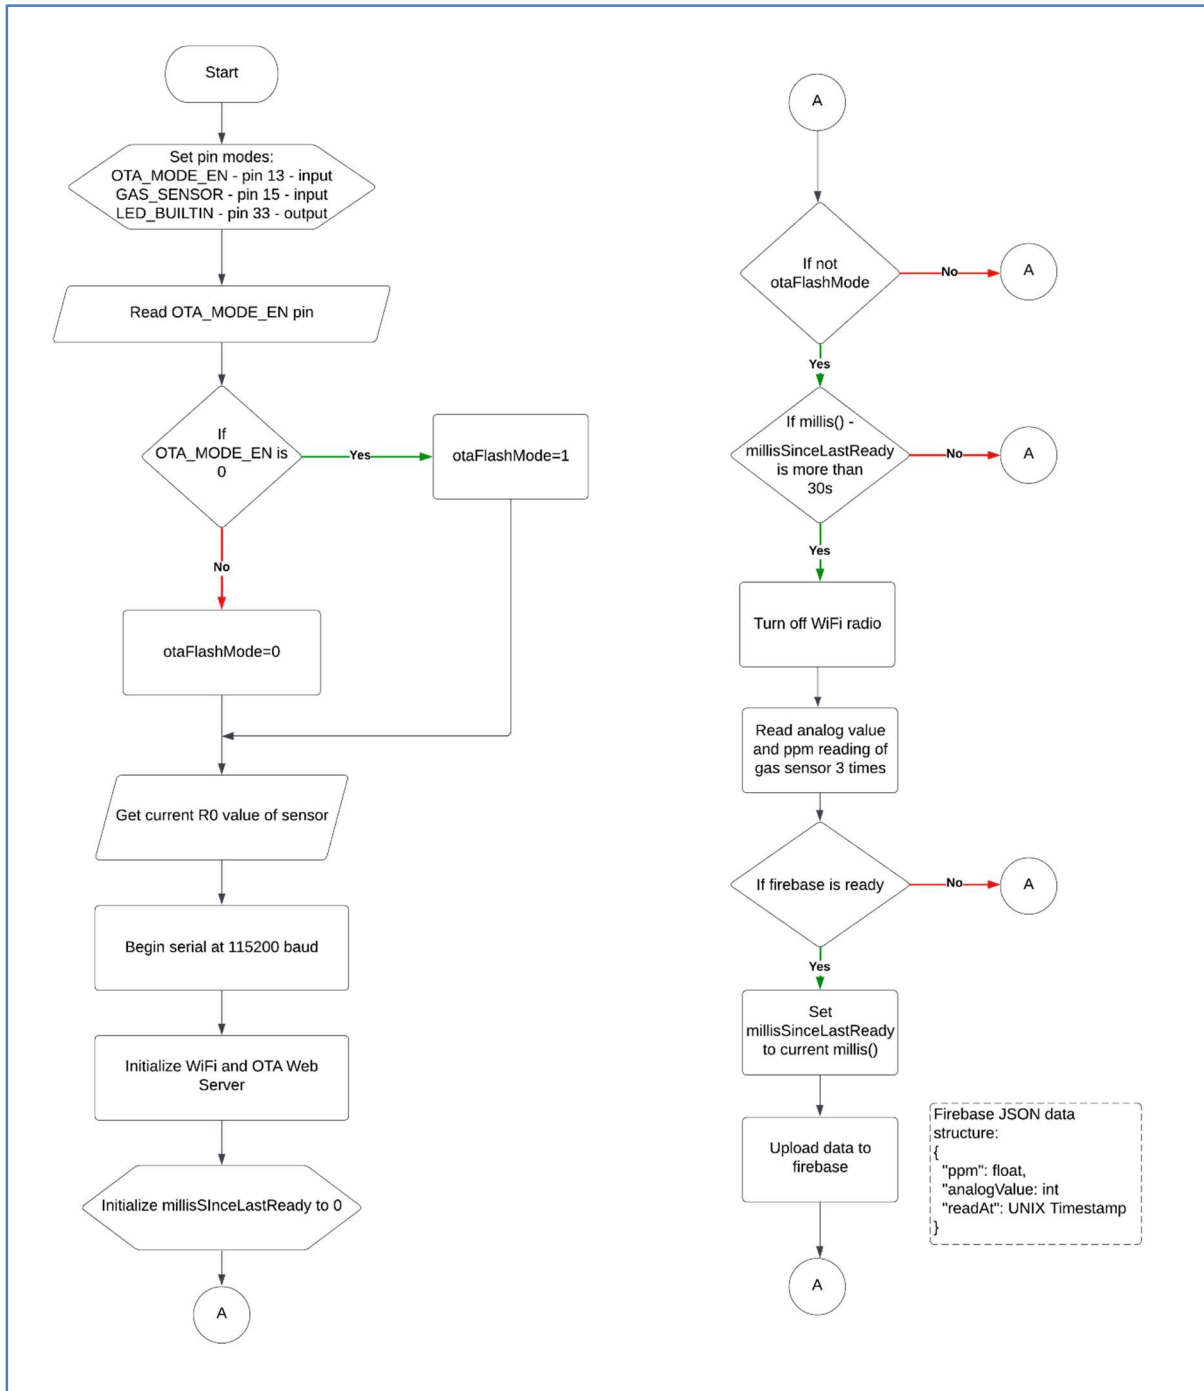 Start
Set pin modes:
OTA_MODE_EN - pin 13 - input
GAS_SENSOR - pin 15 - input
LED_BUILTIN - pin 33 - output
Read OTA_MODE_EN pin
If
OTA_MODE_EN is
0
Yes
otaFlashMode=1
No
otaFlashMode=0
Get current R0 value of sensor
Begin serial at 115200 baud
Initialize WiFi and OTA Web
Server
Initialize millisSInceLastReady to 0
A
A
If not
otaFlashMode
No
A
Yes
If millis() -
millisSinceLastReady
is more than
30s
No
A
Yes
Turn off WiFi radio
Read analog value
and ppm reading of
gas sensor 3 times
If firebase is ready
No
A
Yes
Set
millisSinceLastReady
to current millis()
Upload data to
firebase
A
Firebase JSON data
structure:
{
"ppm": float,
"analogValue: int
"readAt": UNIX Timestamp
}